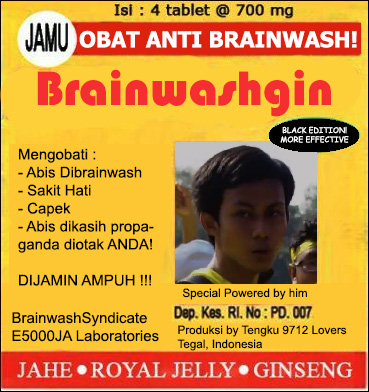 Isi : 4 tablet @ 700 mg
JAMU OBAT ANTI BRAINWASH!
Brainwashgin
BLACK EDITION!
MORE EFFECTIVE
Mengobati :
- Abis Dibrainwash
- Sakit Hati
- Capek
- Abis dikasih propa-
ganda diotak ANDA!
DIJAMIN AMPUH !!!
BrainwashSyndicate
E5000JA Laboratories
Special Powered by him
Dep. Kes. RI. No : PD. 007
Produksi by Tengku 9712 Lovers
Tegal, Indonesia
JAHE • ROYAL JELLY • GINSENG